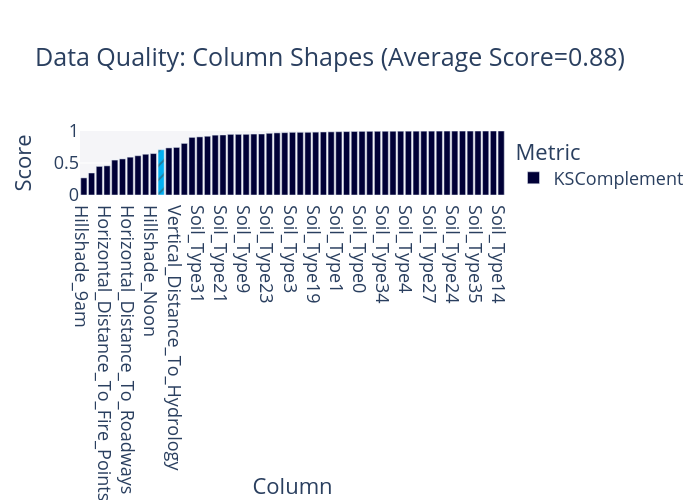 Data Quality: Column Shapes (Average Score=0.88)
Score
1
0.5
0
Metric
KSComplement
Hillshade_9am
Horizontal_Distance_To_Fire_Points
Horizontal_Distance_To_Roadways
Hillshade_Noon
Vertical_Distance_To_Hydrology
Soil_Type31
Soil_Type21
Soil_Type9
Soil_Type23
Soil_Type3
Soil_Type19
Soil_Type1
Soil_Type0
Soil_Type34
Soil_Type4
Soil_Type27
Soil_Type24
Soil_Type35
Soil_Type14
Column